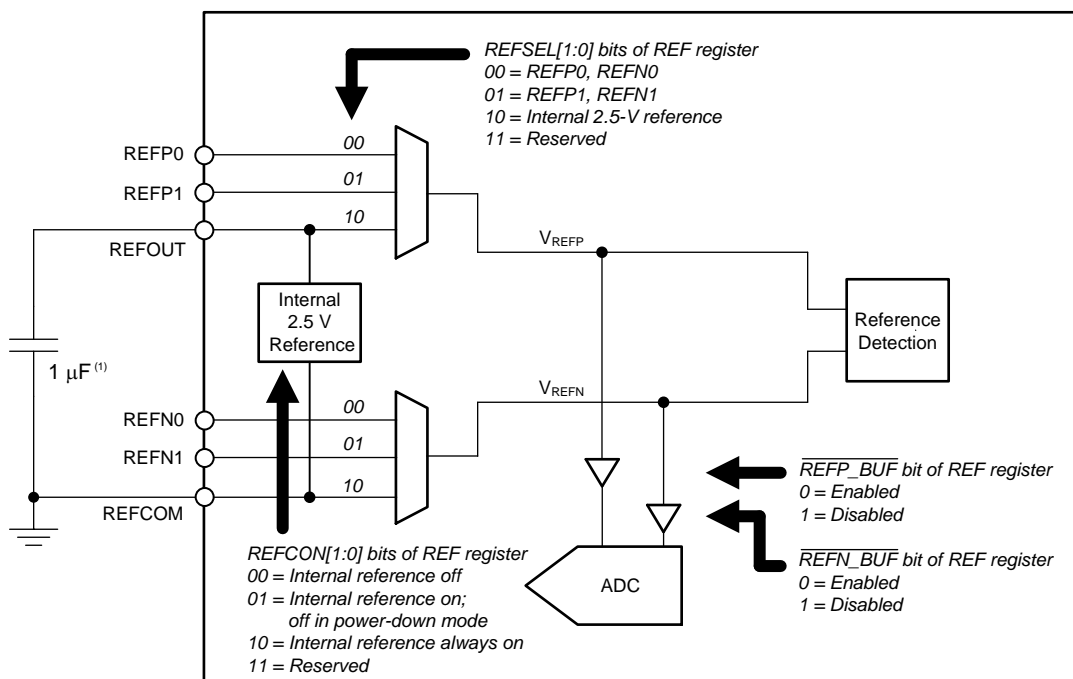 REFSEL[1:0] bits of REF register
00 = REFP0, REFN0
01 = REFP1, REFN1
10 = Internal 2.5-V reference
11 = Reserved
REFP0
00
REFP1
01
REFOUT
10
VREFP
Internal
2.5 V
Reference
Reference
Detection
1 μF (1)
VREFN
REFN0
00
REFN1
01
REFCOM
10
REFP_BUF bit of REF register
0 = Enabled
1 = Disabled
REFN_BUF bit of REF register
0 = Enabled
1 = Disabled
ADC
REFCON[1:0] bits of REF register
00 = Internal reference off
01 = Internal reference on;
off in power-down mode
10 = Internal reference always on
11 = Reserved